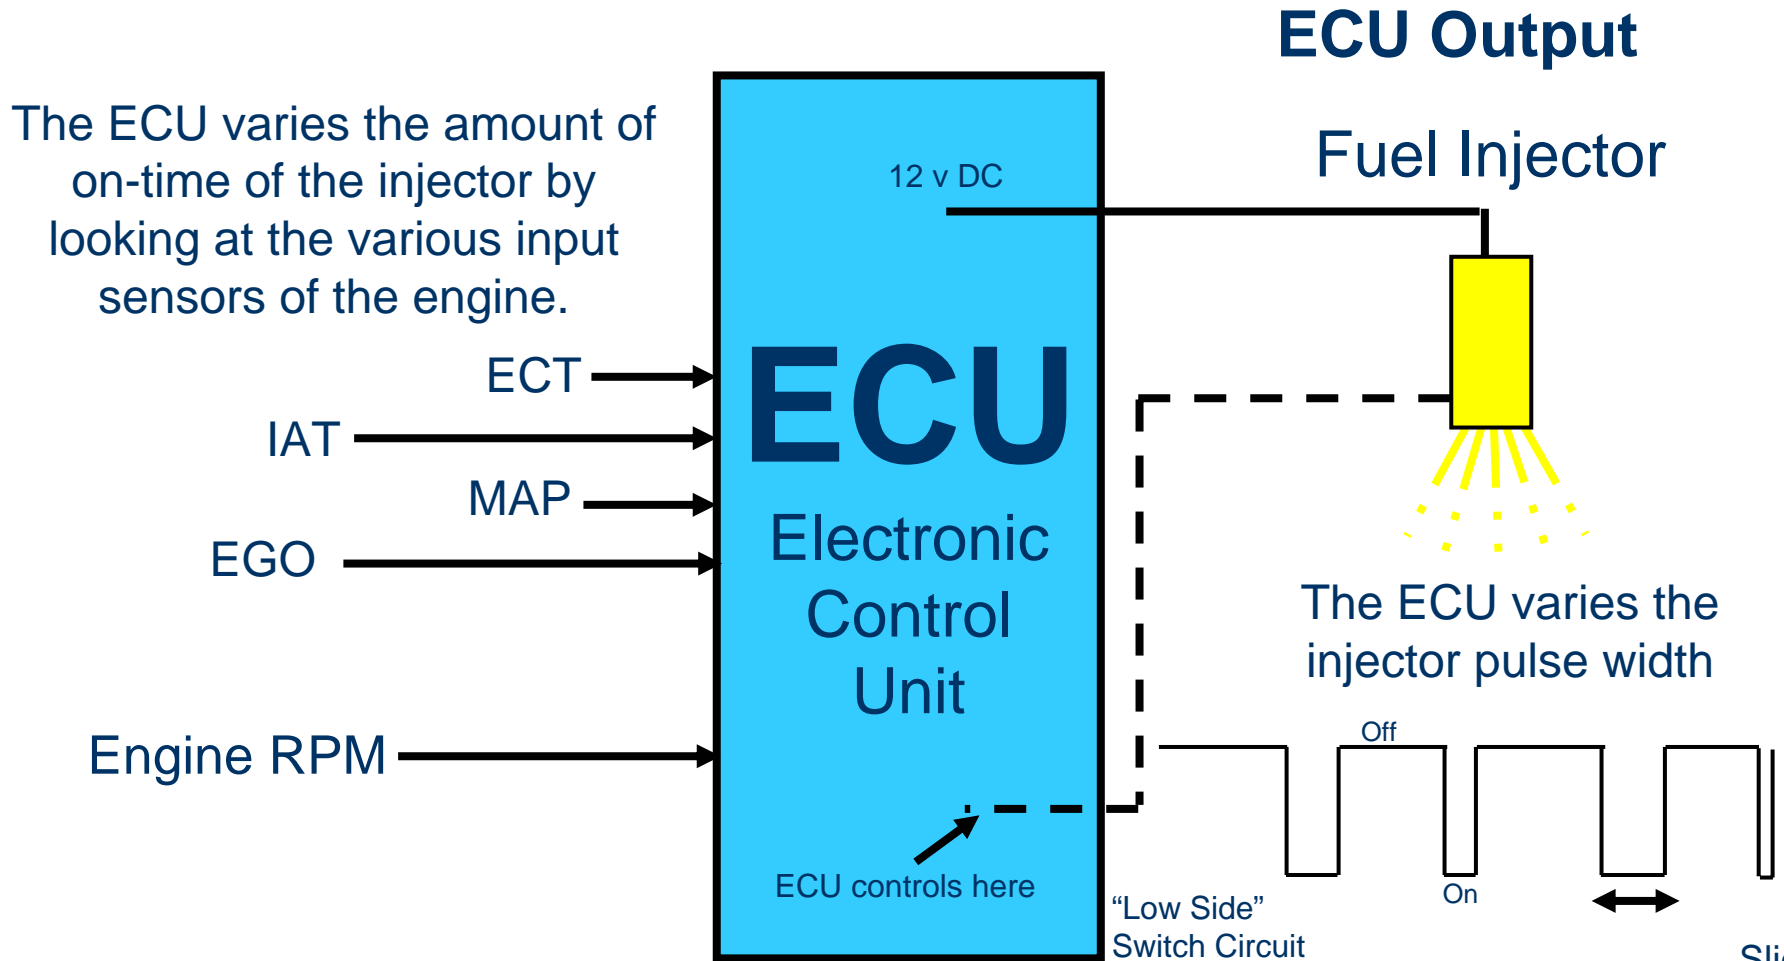 ECU Output
The ECU varies the amount of
on-time of the injector by
looking at the various input
sensors of the engine.
12 v DC
Fuel Injector
ECT
IAT
MAP
EGO
Engine RPM
ECU
Electronic
Control
Unit
ECU controls here
The ECU varies the
injector pulse width
Off
On
“Low Side”
Switch Circuit